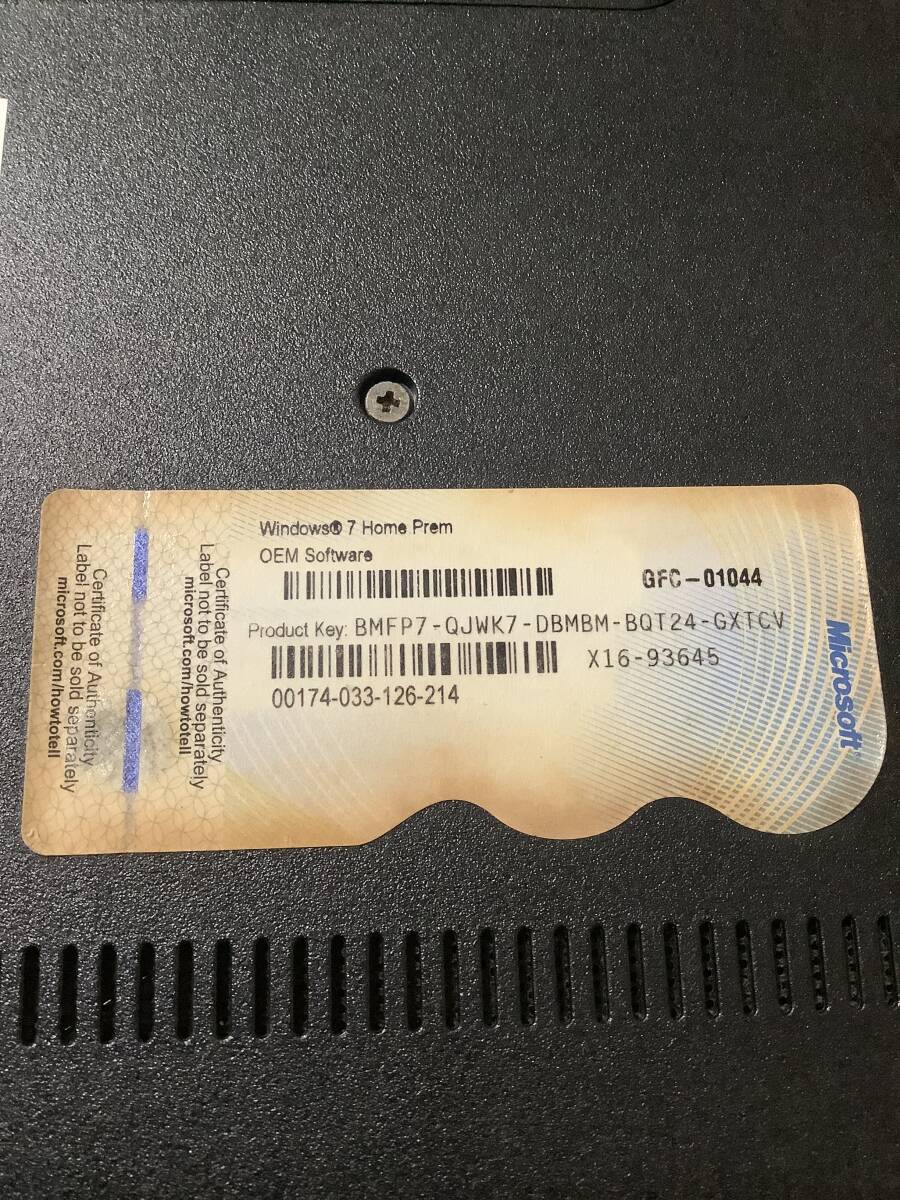 Windows® 7 Home Prem
OEM Software
GFC-01044
Product Key: BMFP7-QJWK7-DBMBM-BQT24-GXTCV
X16-93645
00174-033-126-214
Microsoft
Certificate of Authenticity
Label not to be sold separately
microsoft.com/howtotell
Certificate of Authenticity
Label not to be sold separately
microsoft.com/howtotell